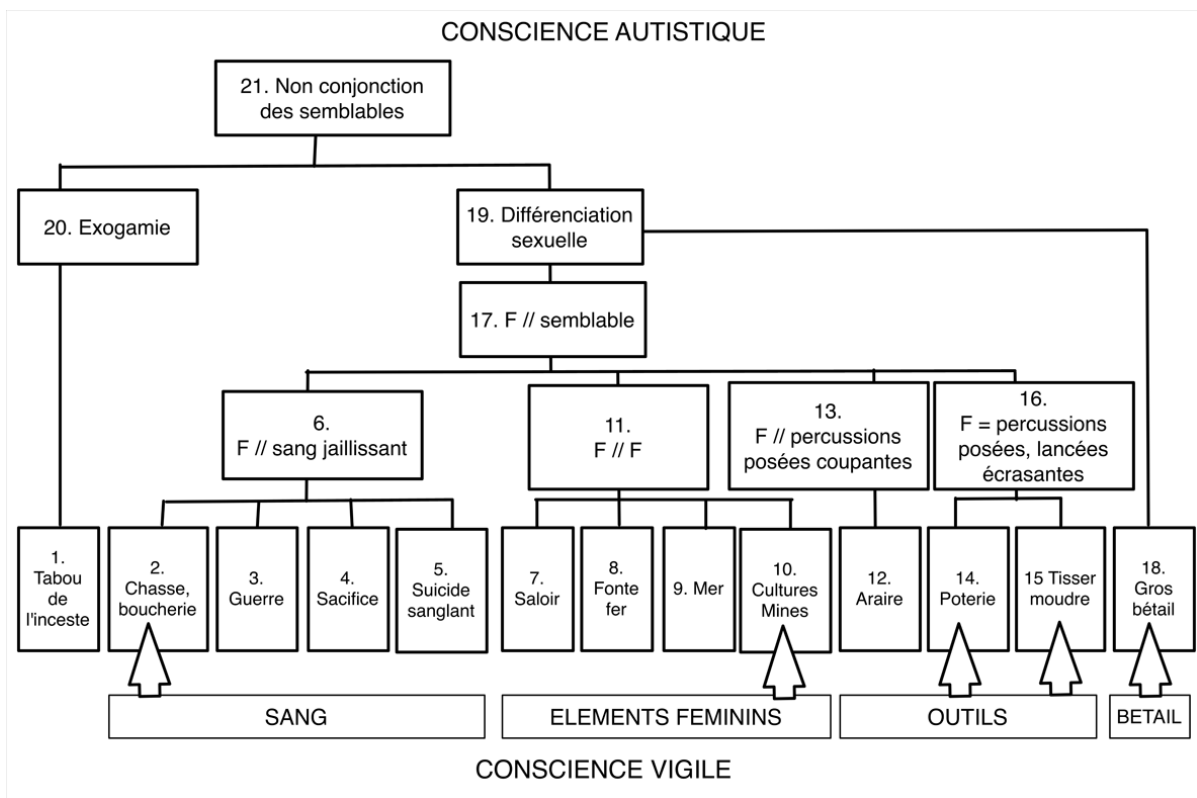 CONSCIENCE AUTISTIQUE
21. Non conjonction
des semblables
20. Exogamie
19. Différenciation
sexuelle
17. F // semblable
6.
F // sang jaillissant
11.
F // F
13.
F // percussions
posées coupantes
16.
F = percussions
posées, lancées
écrasantes
1.
Tabou
de
l'inceste
2.
Chasse,
boucherie
3.
Guerre
4.
Sacifice
5.
Suicide
sanglant
7.
Saloir
8.
Fonte
fer
9. Mer
10.
Cultures
Mines
12.
Araire
14.
Poterie
15 Tisser
moudre
18.
Gros
bétail
SANG
ELEMENTS FEMININS
OUTILS
BETAIL
CONSCIENCE VIGILE